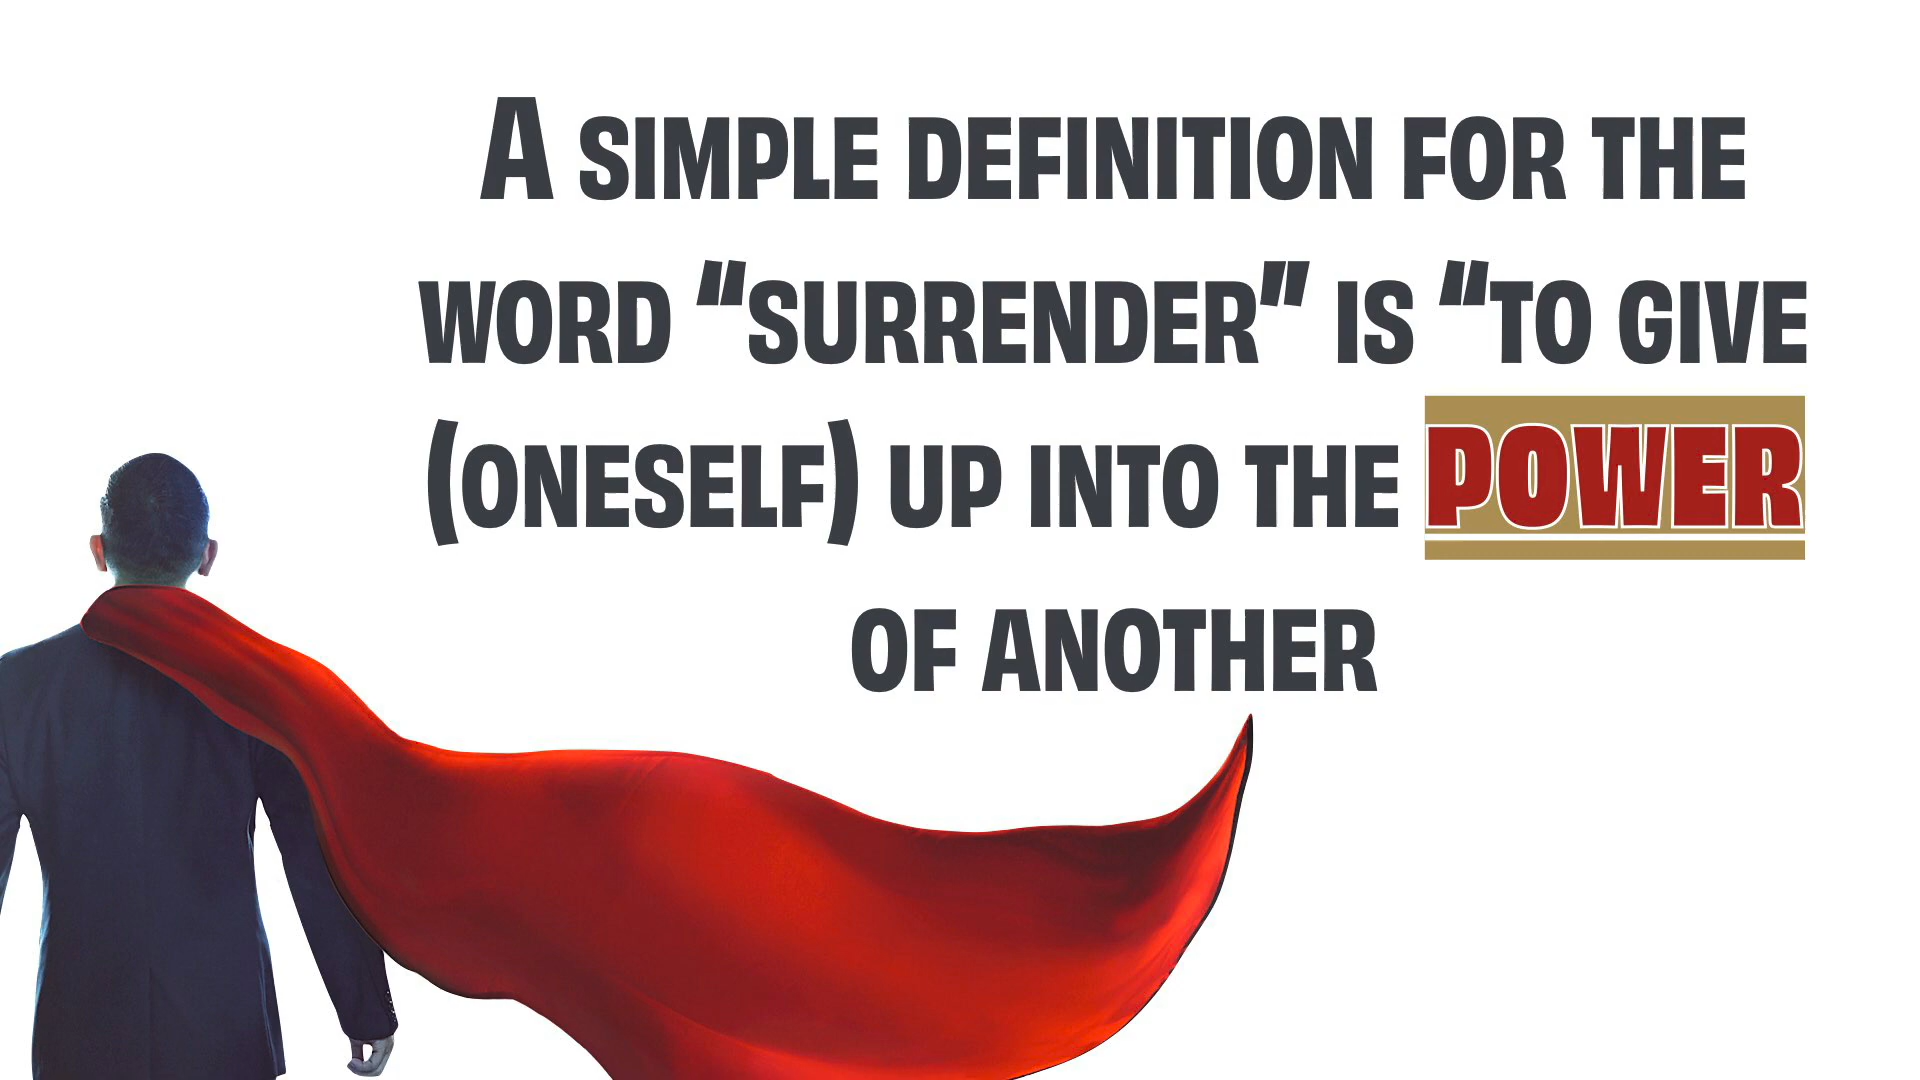 A simple definition for the
word “surrender” is “to give
(oneself) up into the power
of another